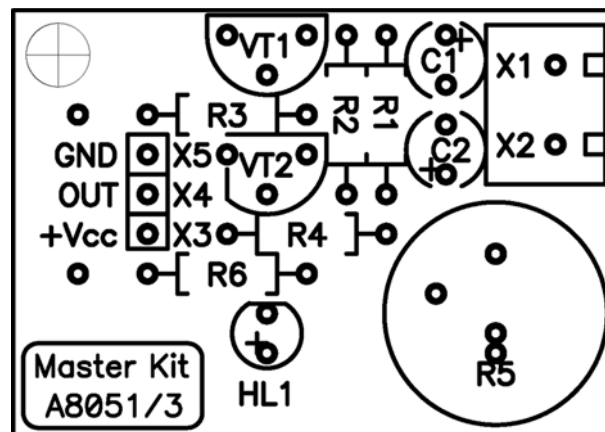 VT1
C1
+
X1
R3
R2
R1
GND
X5
VT2
C2
+
X2
OUT
X4
+Vcc
X3
R4
R6
+
HL1
R5
Master Kit
A8051/3